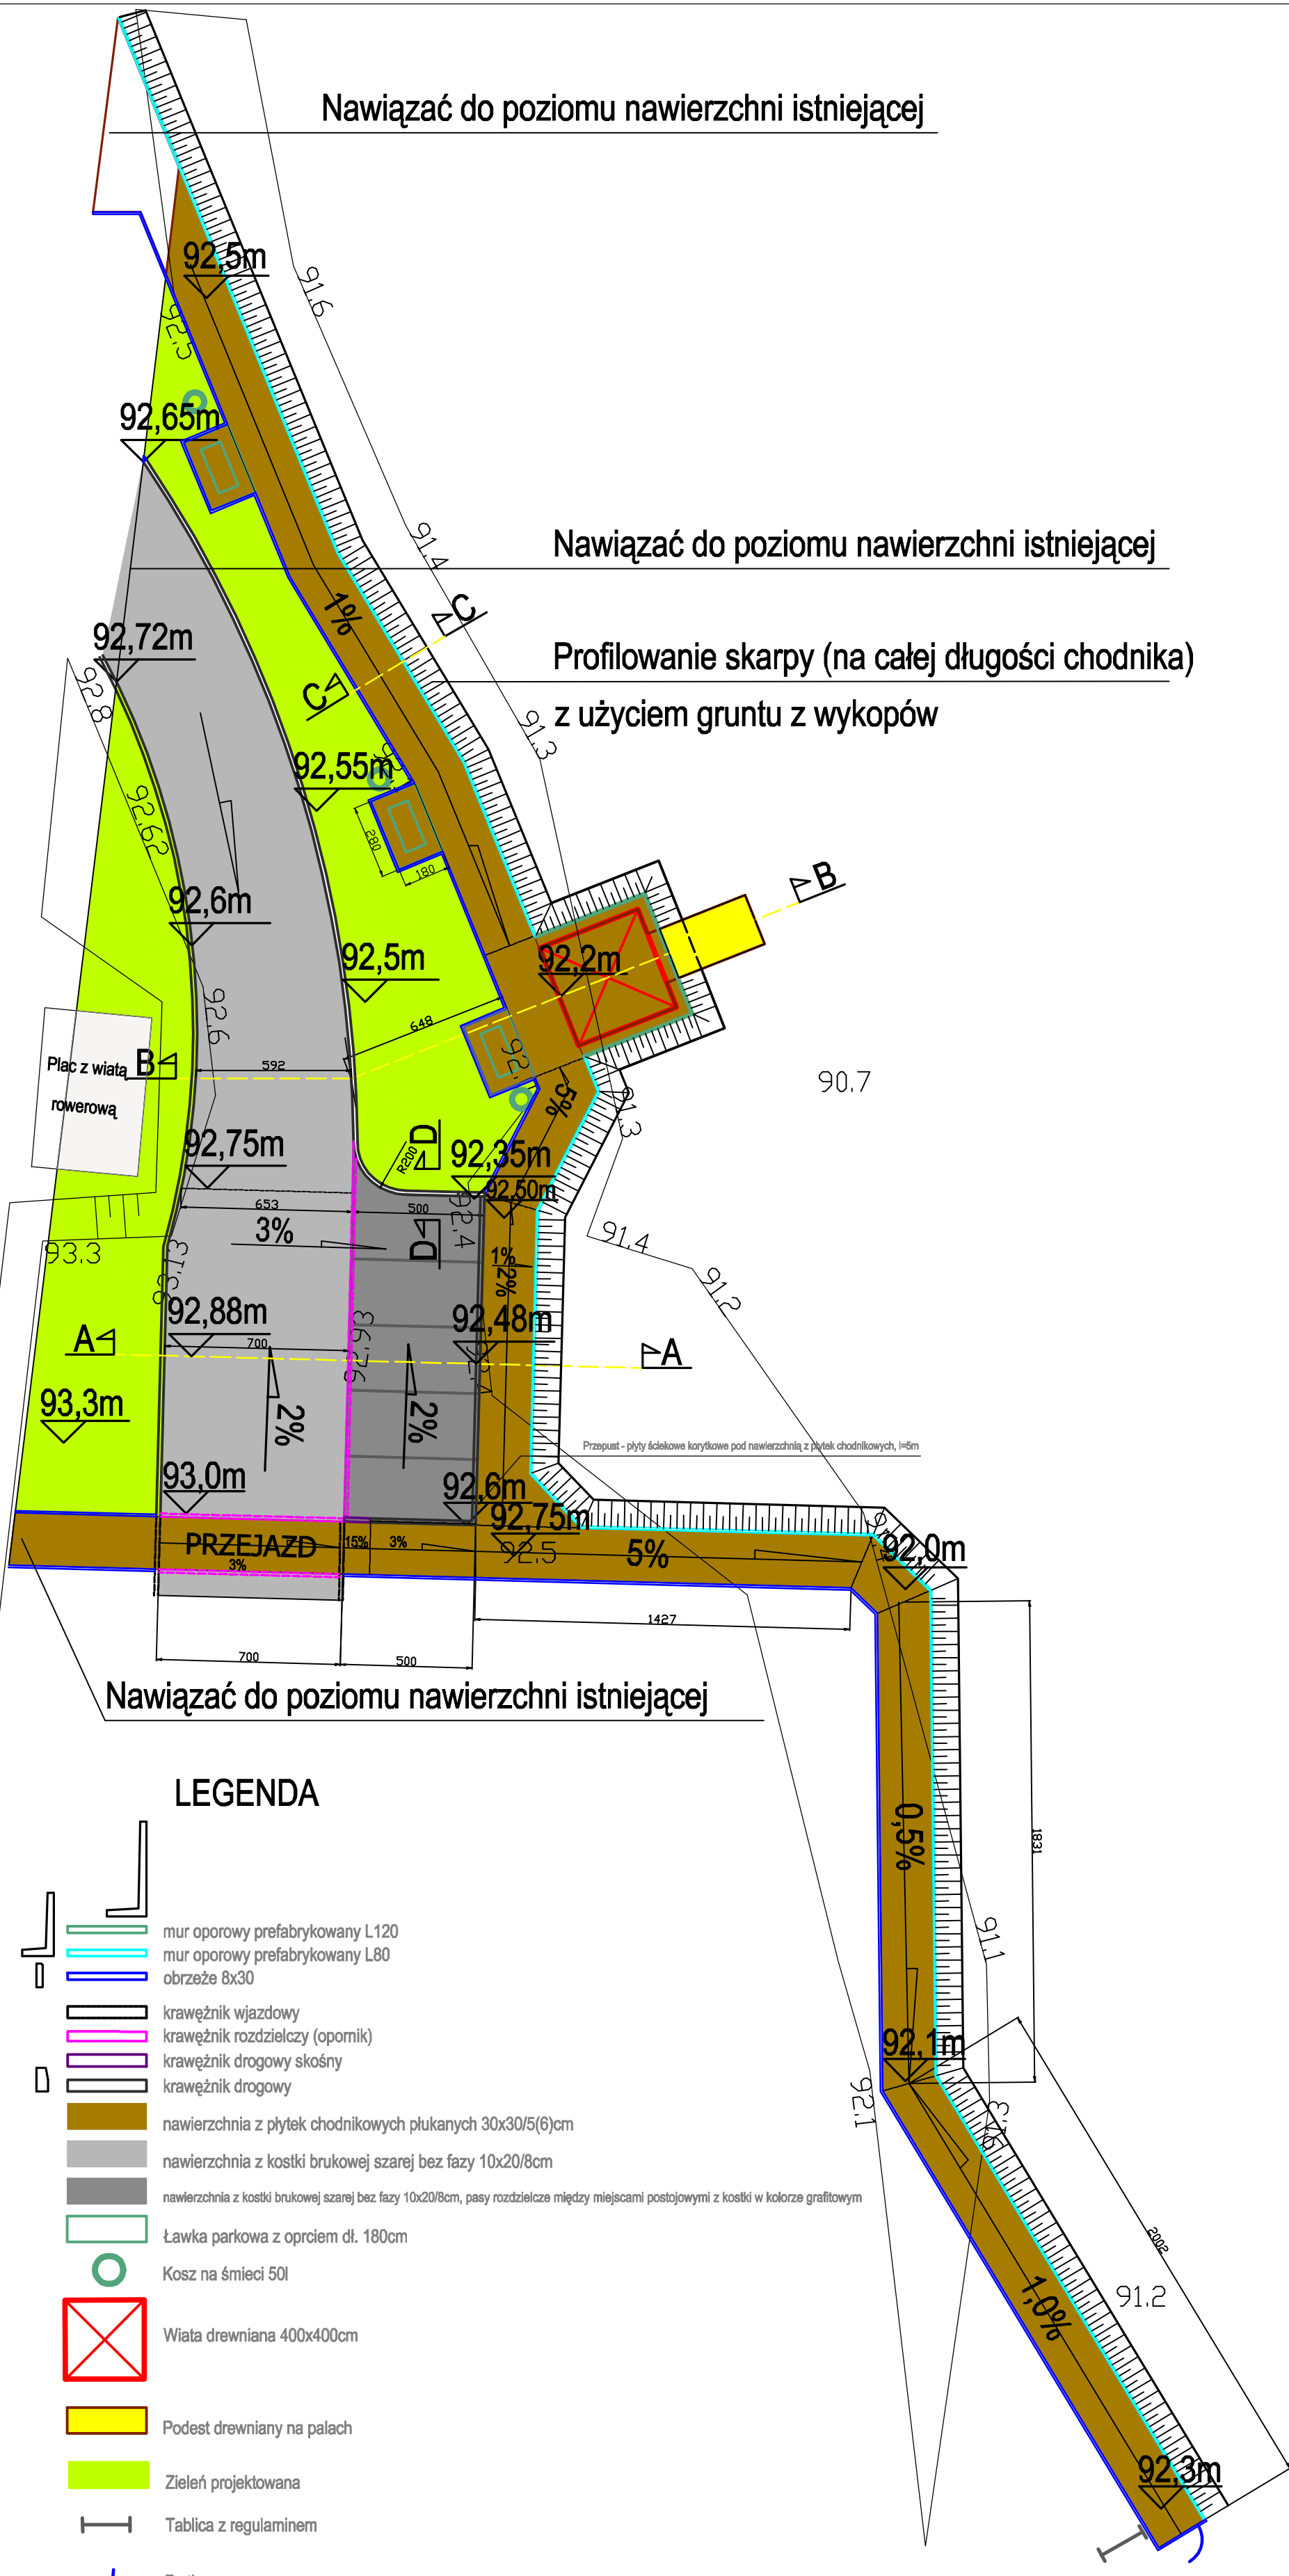 Nawiązać do poziomu nawierzchni istniejącej
92,5m
91.6
92.5
92,65m
91.4
Nawiązać do poziomu nawierzchni istniejącej
1%
C
92,72m
Profilowanie skarpy (na całej długości chodnika)
z użyciem gruntu z wykopów
92.8
C
91.3
92,55m
92.62
280
180
B
92,6m
92,5m
92,2m
92.6
648
Plac z wiatą
B
592
rowerową
90.7
5%
91.3
D
92,75m
R200
92,35m
92,50m
653
500
92.4
3%
D
91.4
93.3
93.13
1%
2%
91.2
92,88m
92.63
92,48m
A
700
A
93,3m
2%
2%
Przepust - płyty ściekowe korytkowe pod nawierzchnią z płytek chodnikowych, l=5m
93,0m
92,6m
92,75m
PRZEJAZD
15%
3%
92.5
5%
92,0m
3%
1427
700
500
Nawiązać do poziomu nawierzchni istniejącej
0,5%
1831
91.1
92,1m
92.1
91.3
2002
91.2
1,0%
92,3m
LEGENDA
mur oporowy prefabrykowany L120
mur oporowy prefabrykowany L80
obrzeże 8x30
krawężnik wjazdowy
krawężnik rozdzielczy (opornik)
krawężnik drogowy skośny
krawężnik drogowy
nawierzchnia z płytek chodnikowych płukanych 30x30/5(6)cm
nawierzchnia z kostki brukowej szarej bez fazy 10x20/8cm
nawierzchnia z kostki brukowej szarej bez fazy 10x20/8cm, pasy rozdzielcze między miejscami postojowymi z kostki w kolorze grafitowym
Ławka parkowa z oprciem dł. 180cm
Kosz na śmieci 50l
Wiata drewniana 400x400cm
Podest drewniany na palach
Zieleń projektowana
Tablica z regulaminem